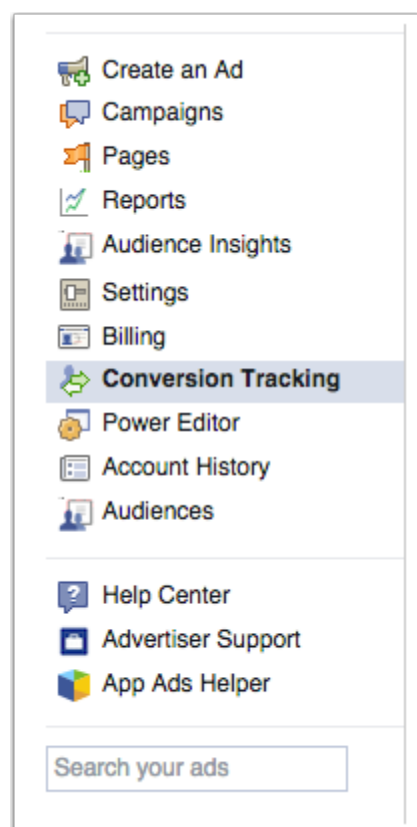 Create an Ad
Campaigns
Pages
Reports
Audience Insights
Settings
Billing
Conversion Tracking
Power Editor
Account History
Audiences
Help Center
Advertiser Support
App Ads Helper
Search your ads